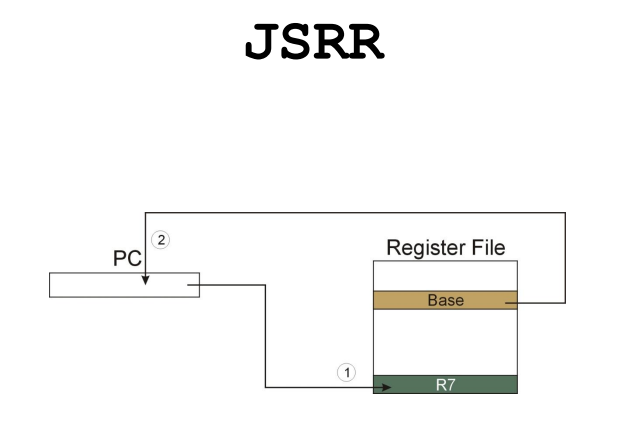 JSRR
2
PC
Register File
Base
1
R7